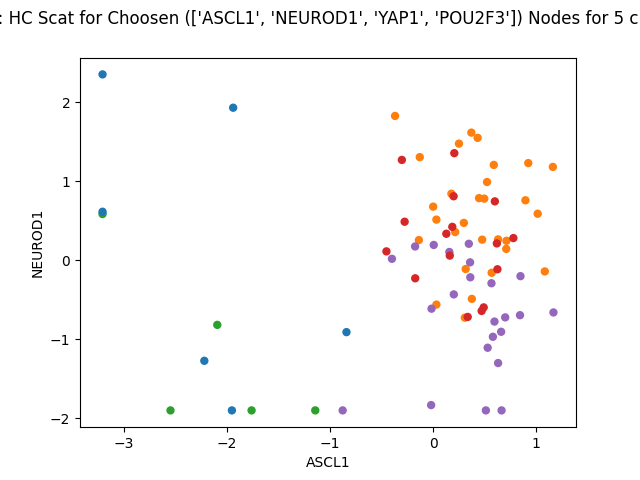 : HC Scat for Choosen (['ASCL1', 'NEUROD1', 'YAP1', 'POU2F3']) Nodes for 5 c
2
1
0
−1
−2
NEUROD1
−3 −2 −1 0 1
ASCL1